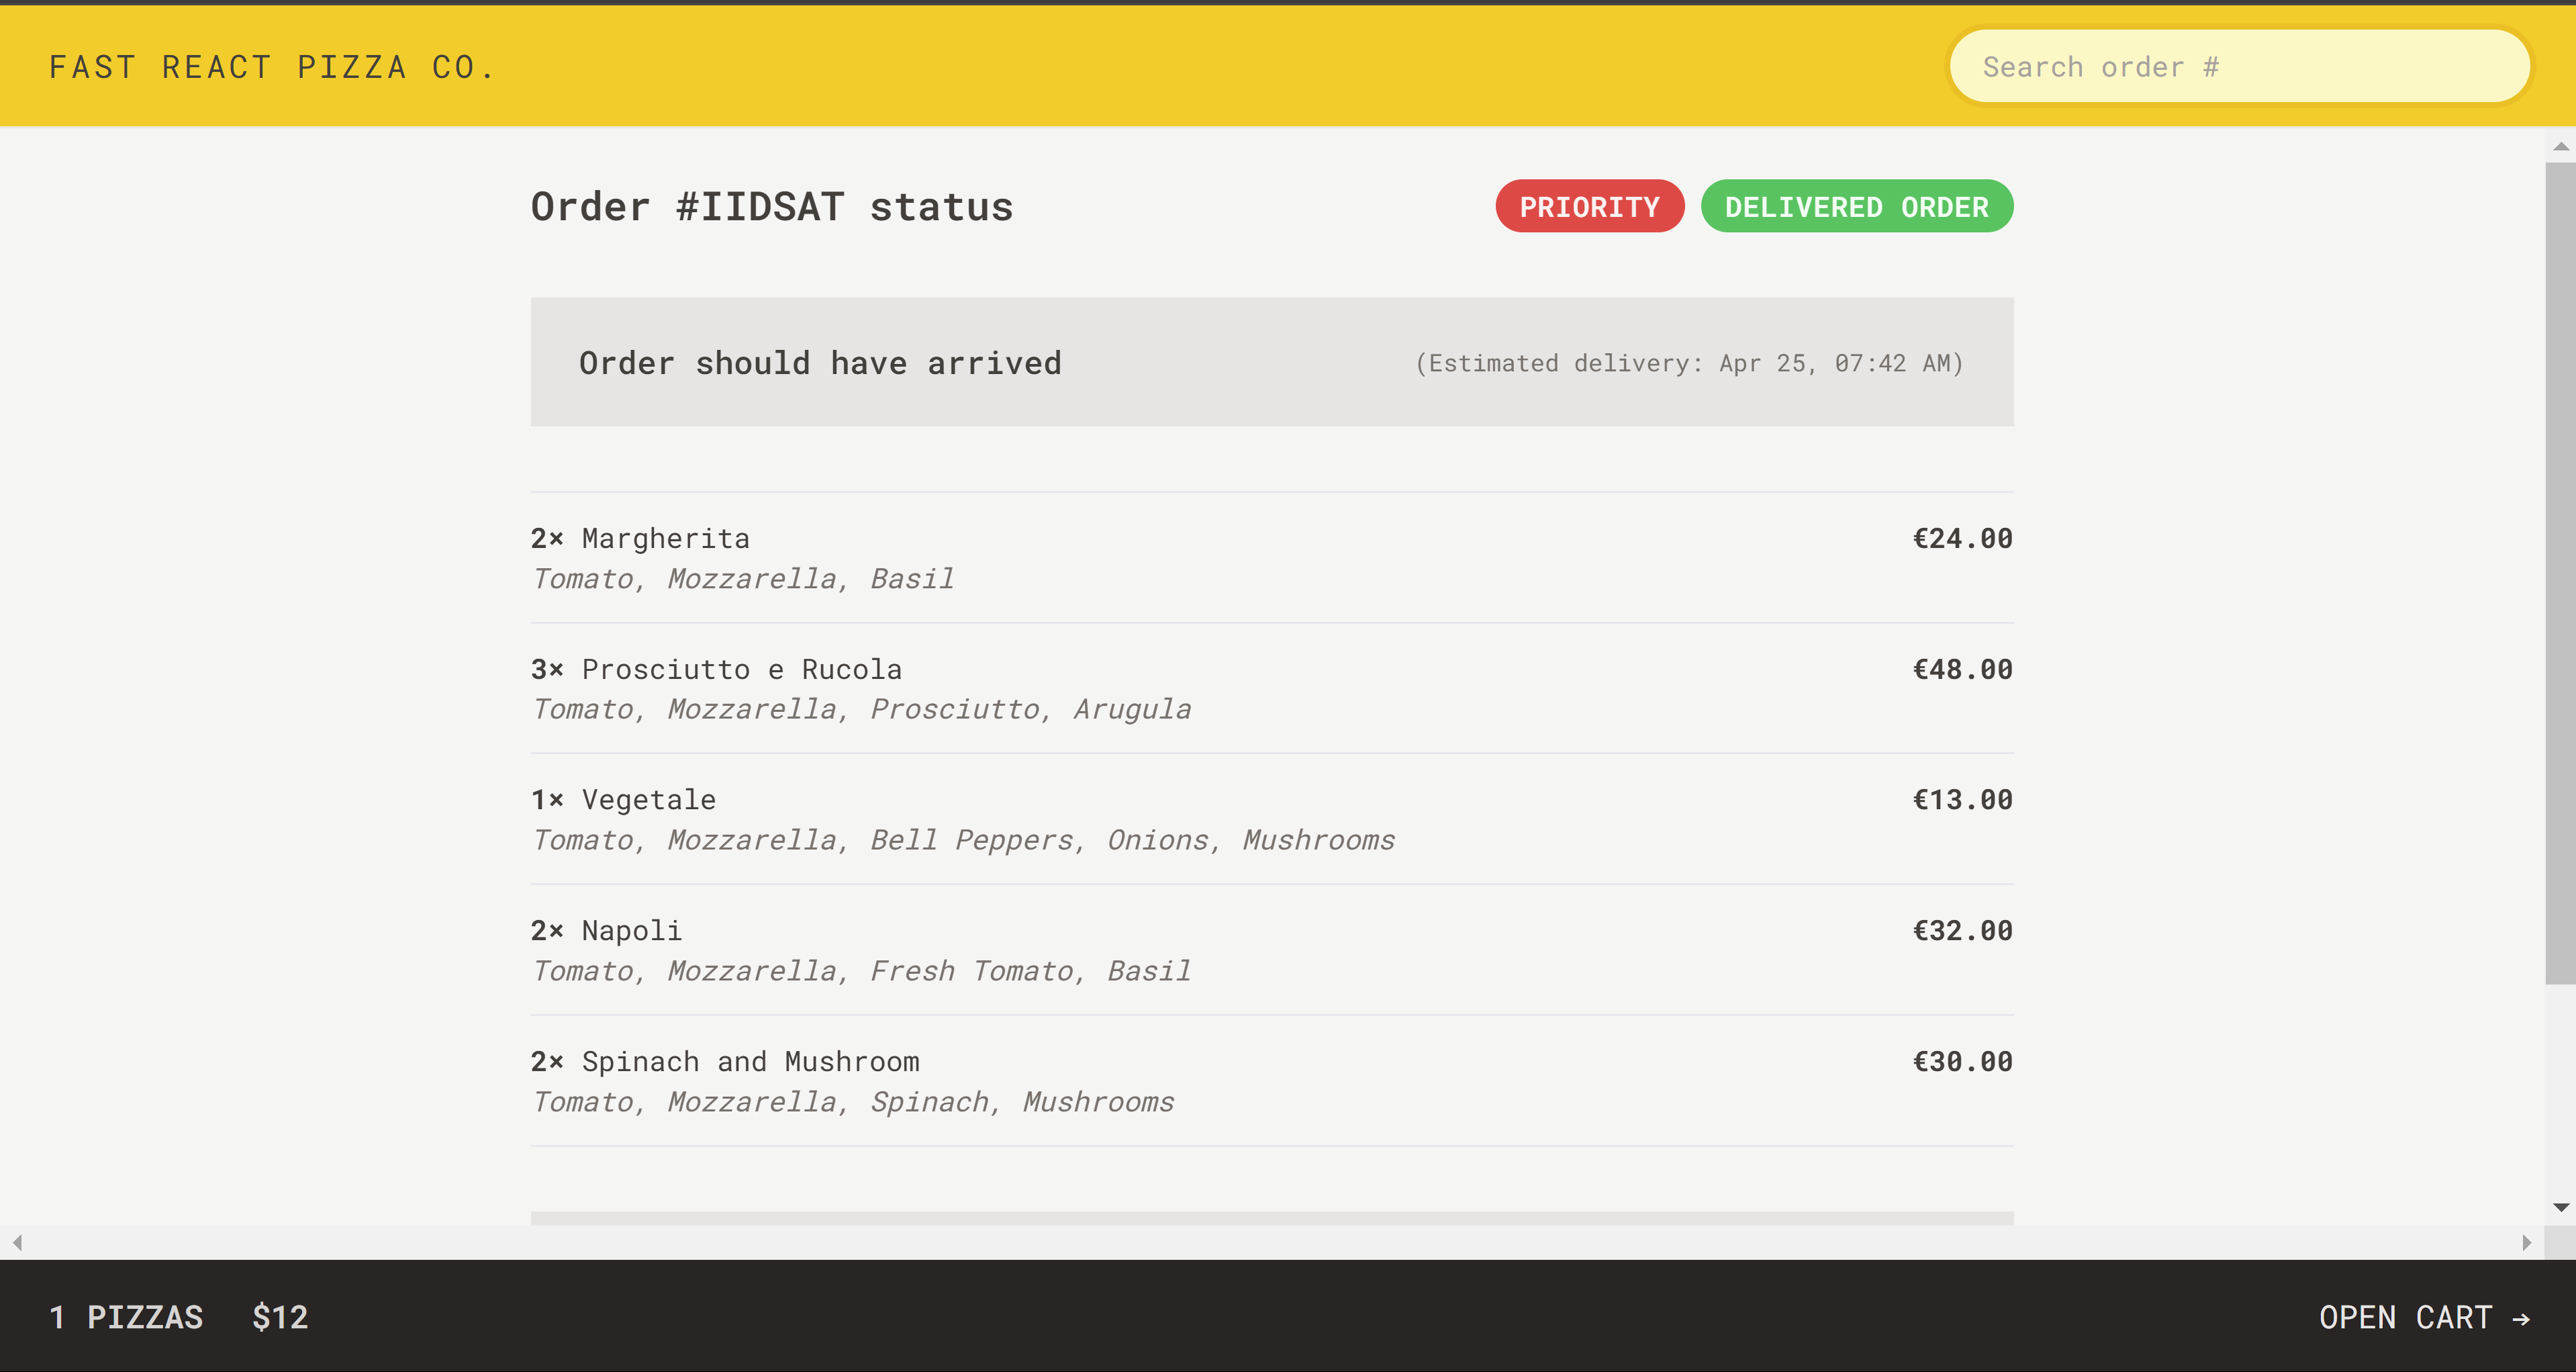 FAST REACT PIZZA CO.
Search order #
Order #IIDSAT status
PRIORITY
DELIVERED ORDER
Order should have arrived
(Estimated delivery: Apr 25, 07:42 AM)
2× Margherita
€24.00
Tomato, Mozzarella, Basil
3× Prosciutto e Rucola
€48.00
Tomato, Mozzarella, Prosciutto, Arugula
1× Vegetale
€13.00
Tomato, Mozzarella, Bell Peppers, Onions, Mushrooms
2× Napoli
€32.00
Tomato, Mozzarella, Fresh Tomato, Basil
2× Spinach and Mushroom
€30.00
Tomato, Mozzarella, Spinach, Mushrooms
1 PIZZAS $12
OPEN CART →